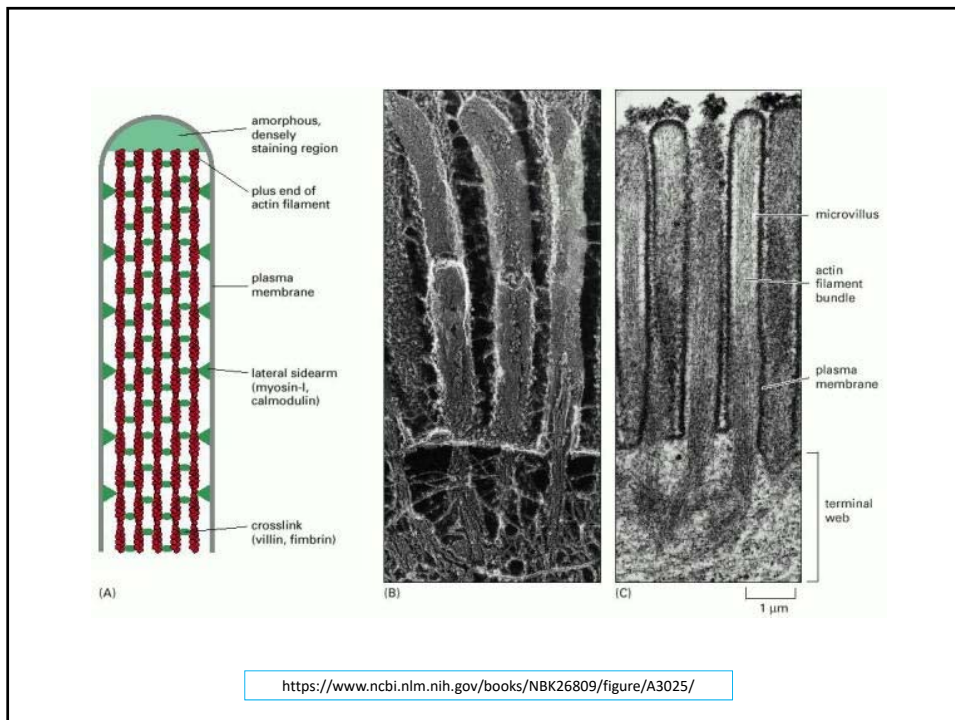 amorphous,
densely
staining region
plus end of
actin filament
plasma
membrane
lateral sidearm
(myosin-I,
calmodulin)
crosslink
(villin, fimbrin)
(A)
(B)
microvillus
actin
filament
bundle
plasma
membrane
terminal
web
(C)
1 µm
https://www.ncbi.nlm.nih.gov/books/NBK26809/figure/A3025/